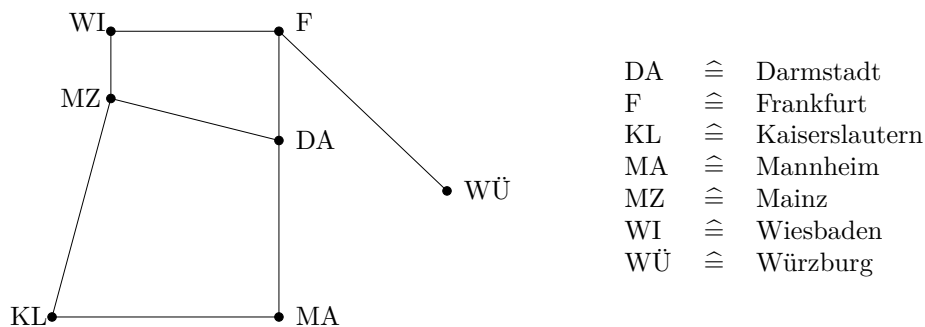 WI
F
MZ
DA
WÜ
KL
MA
DA ≙ Darmstadt
F ≙ Frankfurt
KL ≙ Kaiserslautern
MA ≙ Mannheim
MZ ≙ Mainz
WI ≙ Wiesbaden
WÜ ≙ Würzburg